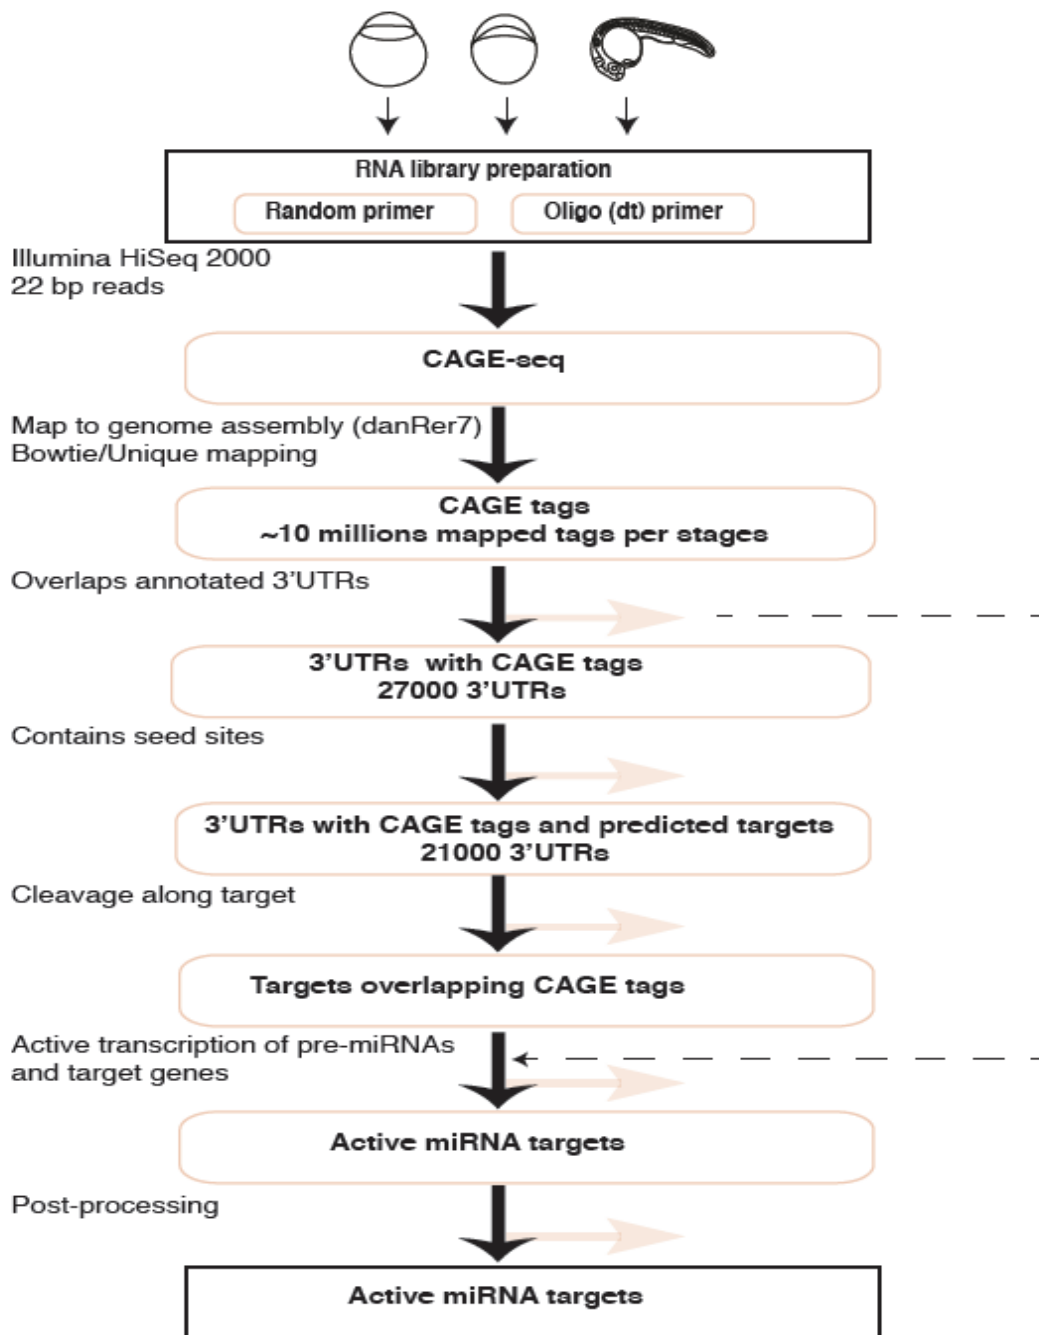 RNA library preparation
Random primer
Oligo (dt) primer
Illumina HiSeq 2000
22 bp reads
CAGE-seq
Map to genome assembly (danRer7)
Bowtie/Unique mapping
CAGE tags
~10 millions mapped tags per stages
Overlaps annotated 3'UTRs
3'UTRs with CAGE tags
27000 3'UTRs
Contains seed sites
3'UTRs with CAGE tags and predicted targets
21000 3'UTRs
Cleavage along target
Targets overlapping CAGE tags
Active transcription of pre-miRNAs
and target genes
Active miRNA targets
Post-processing
Active miRNA targets